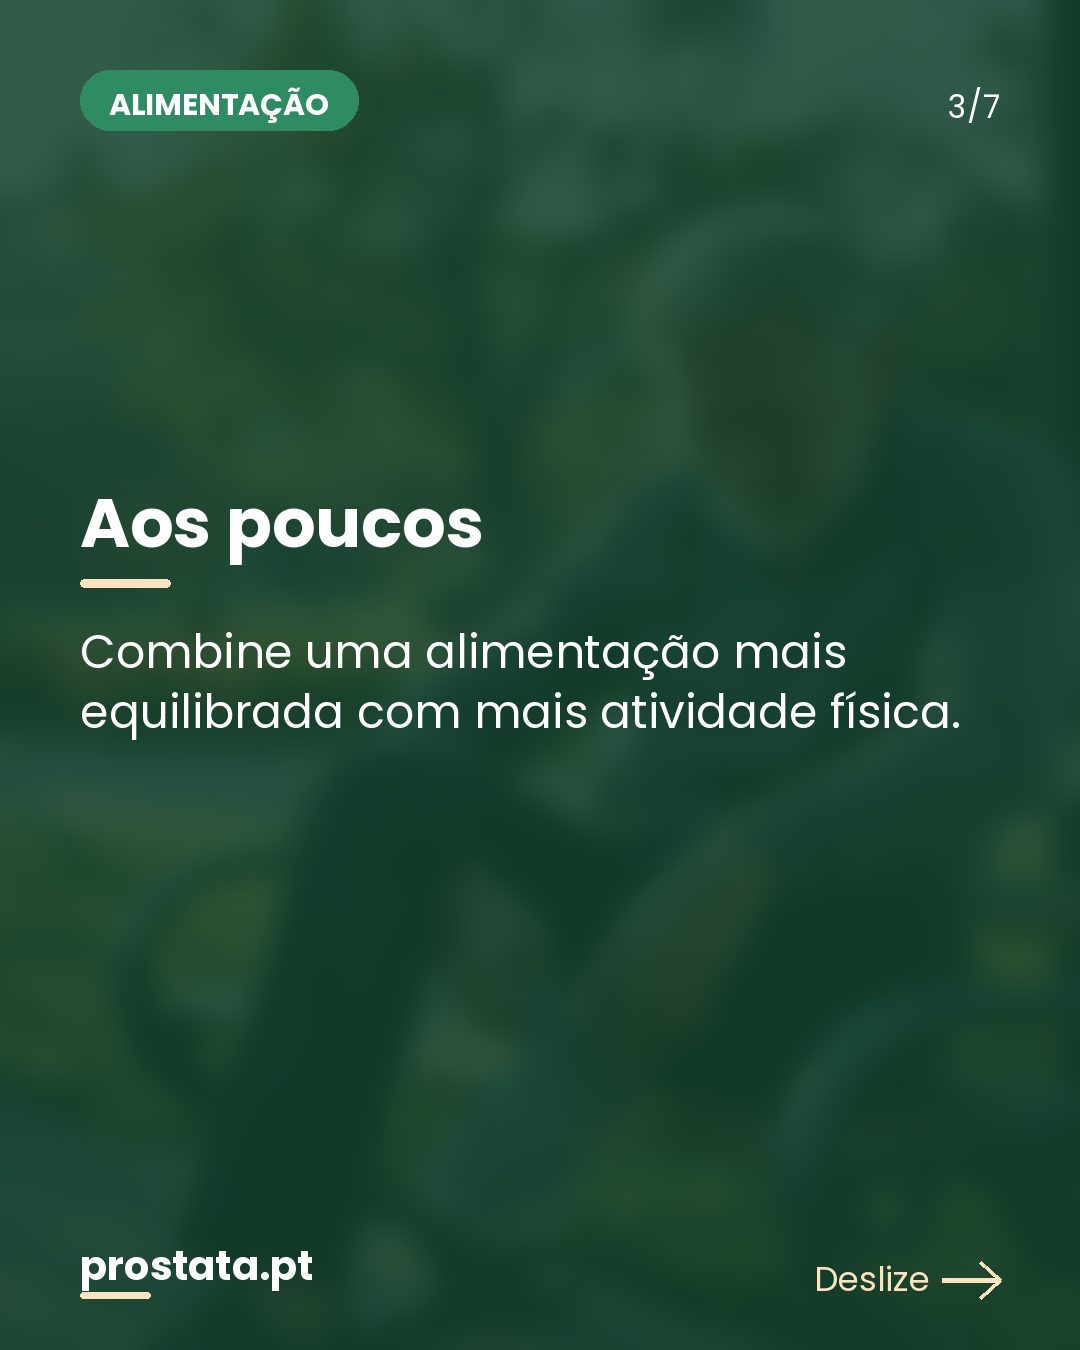 ALIMENTAÇÃO
3/7
Aos poucos
Combine uma alimentação mais
equilibrada com mais atividade física.
prostata.pt
Deslize